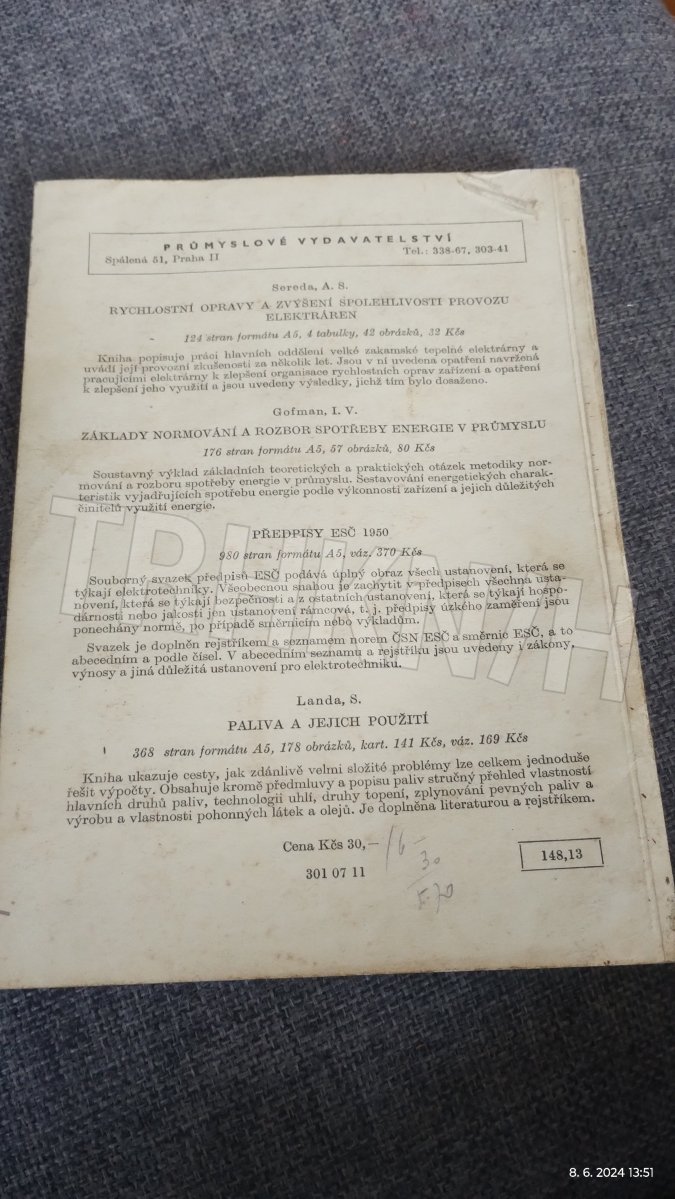 PRŮMYSLOVÉ VYDAVATELSTVÍ
Spálená 51, Praha II Tel.: 338-67, 303-41
Sereda, A. S.
RYCHLOSTNÍ OPRAVY A ZVÝŠENÍ SPOLEHLIVOSTI PROVOZU
ELEKTRÁREN
124 stran formátu A5, 4 tabulky, 42 obrázků, 32 Kčs
Kniha popisuje práci hlavních oddělení velké zakamské tepelné elektrárny a
uvádí její provozní zkušenosti za několik let. Jsou v ní uvedena opatření navržená
pracujícími elektrárny k zlepšení organisace rychlostních oprav zařízení a opatření
k zlepšení jeho využití a jsou uvedeny výsledky, jichž tím bylo dosaženo.
Gofman, I. V.
ZÁKLADY NORMOVÁNÍ A ROZBOR SPOTŘEBY ENERGIE V PRŮMYSLU
176 stran formátu A5, 57 obrázků, 80 Kčs
Soustavný výklad základních teoretických a praktických otázek metodiky nor-
mování a rozboru spotřeby energie v průmyslu. Sestavování energetických charak-
teristik vyjadřujících spotřebu energie podle výkonnosti zařízení a jejich důležitých
činitelů využití energie.
PŘEDPISY ESČ 1950
980 stran formátu A5, váz. 370 Kčs
Souborný svazek předpisů ESČ podává úplný obraz všech ustanovení, která se
týkají elektrotechniky. Všeobecnou snahou je zachytit v předpisech všechna usta-
novení, která se týkají bezpečnosti a z ostatních ustanovení, která se týkají hospo-
dárnosti nebo jakosti jen ustanovení rámcová, t. j. předpisy úzkého zaměření jsou
ponechány normě, po případě směrnicím nebo výkladům.
Svazek je doplněn rejstříkem a seznamem norem ČSN ESČ a směrnic ESČ, a to
abecedním a podle čísel. V abecedním seznamu a rejstříku jsou uvedeny i zákony,
výnosy a jiná důležitá ustanovení pro elektrotechniku.
Landa, S.
PALIVA A JEJICH POUŽITÍ
368 stran formátu A5, 178 obrázků, kart. 141 Kčs, váz. 169 Kčs
Kniha ukazuje cesty, jak zdánlivě velmi složité problémy lze celkem jednoduše
řešit výpočty. Obsahuje kromě předmluvy a popisu paliv stručný přehled vlastností
hlavních druhů paliv, technologii uhlí, druhy topení, zplynování pevných paliv a
výrobu a vlastnosti pohonných látek a olejů. Je doplněna literaturou a rejstříkem.
Cena Kčs 30,—
301 07 11
148,13
30
8. 6. 2024 13:51